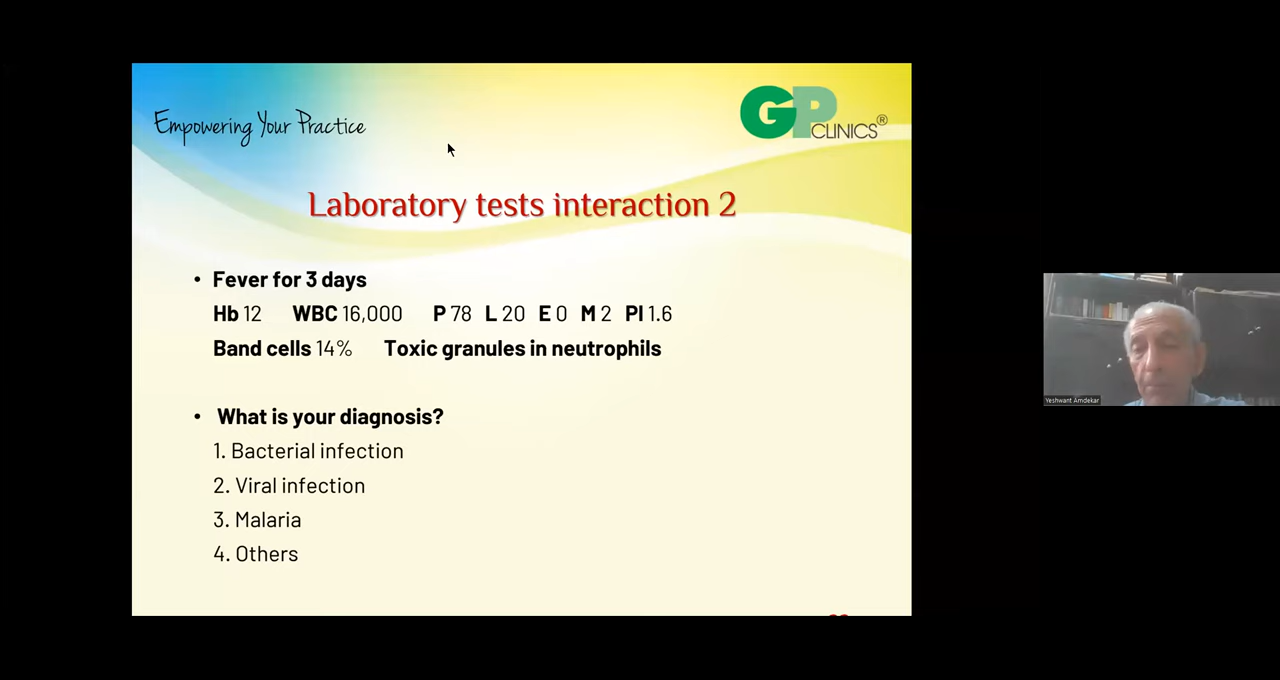 Empowering Your Practice
GP CLINICS®
Laboratory tests interaction 2
• Fever for 3 days
Hb 12 WBC 16,000 P 78 L 20 E 0 M 2 Pl 1.6
Band cells 14% Toxic granules in neutrophils
• What is your diagnosis?
1. Bacterial infection
2. Viral infection
3. Malaria
4. Others
Yeshwant Amdekar